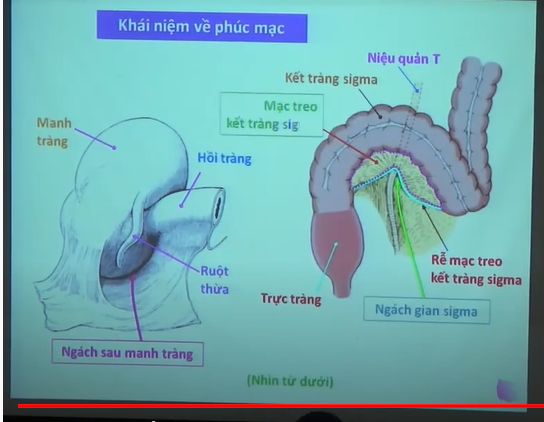 Khái niệm về phúc mạc
Niệu quản T
Kết tràng sigma
Mạc treo
kết tràng sig
Manh
tràng
Hồi tràng
Ruột
thừa
Rễ mạc treo
kết tràng sigma
Trực tràng
Ngách gian sigma
Ngách sau manh tràng
(Nhìn từ dưới)